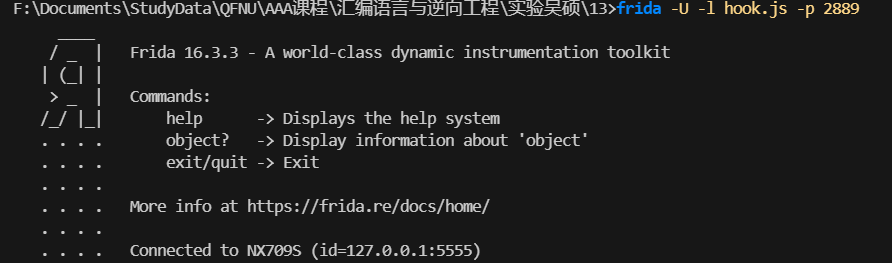 F:\Documents\StudyData\QFNU\AAA课程\汇编语言与逆向工程\实验吴硕\13>frida -U -l hook.js -p 2889
     ____
    / _  |   Frida 16.3.3 - A world-class dynamic instrumentation toolkit
   | (_| |
    > _  |   Commands:
   /_/ |_|       help      -> Displays the help system
   . . . .       object?   -> Display information about 'object'
   . . . .       exit/quit -> Exit
   . . . .
   . . . .   More info at https://frida.re/docs/home/
   . . . .
   . . . .   Connected to NX709S (id=127.0.0.1:5555)